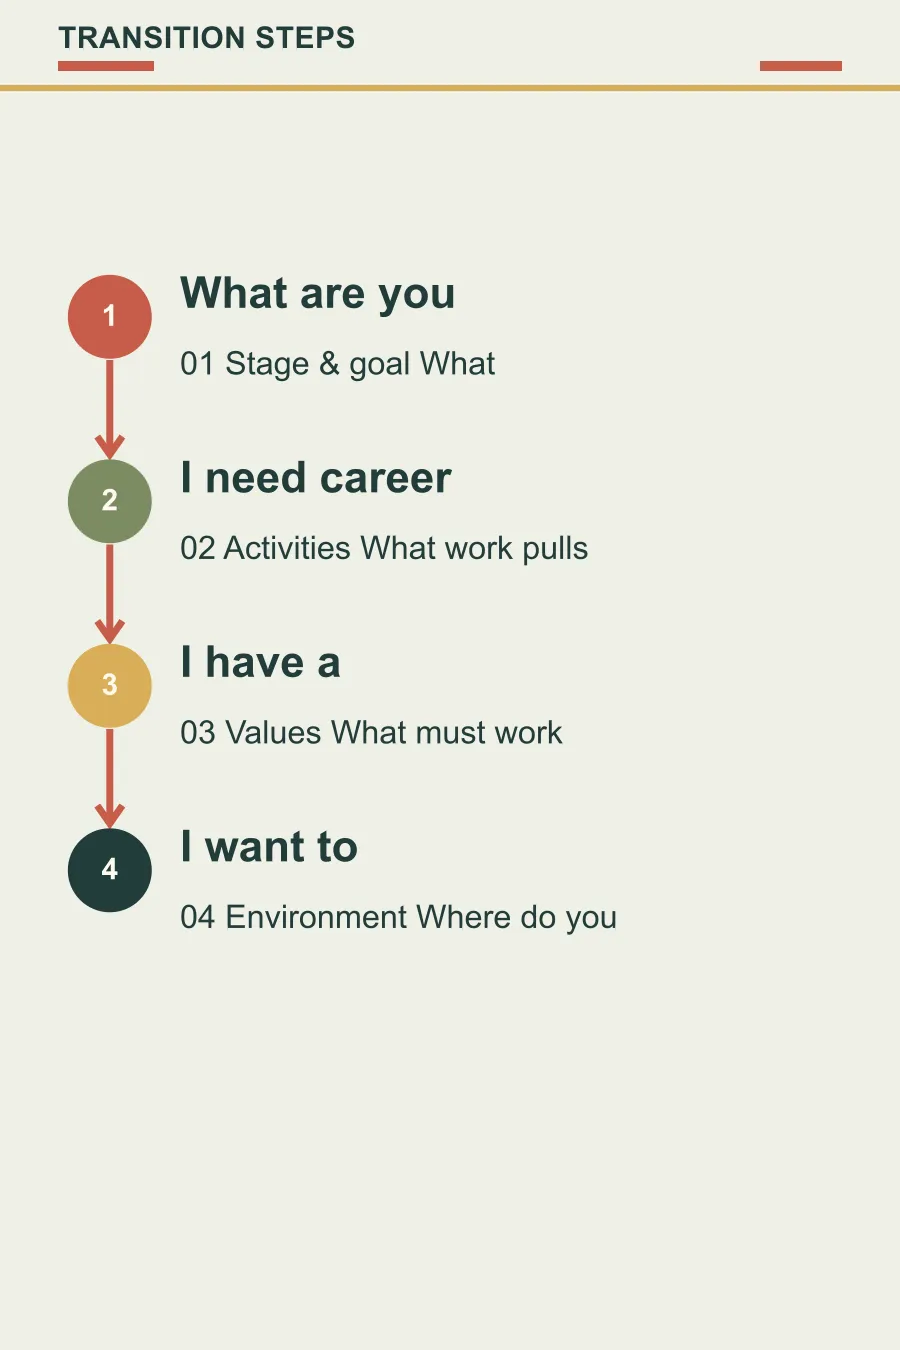 TRANSITION STEPS
1
What are you
01 Stage & goal What
2
I need career
02 Activities What work pulls
3
I have a
03 Values What must work
4
I want to
04 Environment Where do you